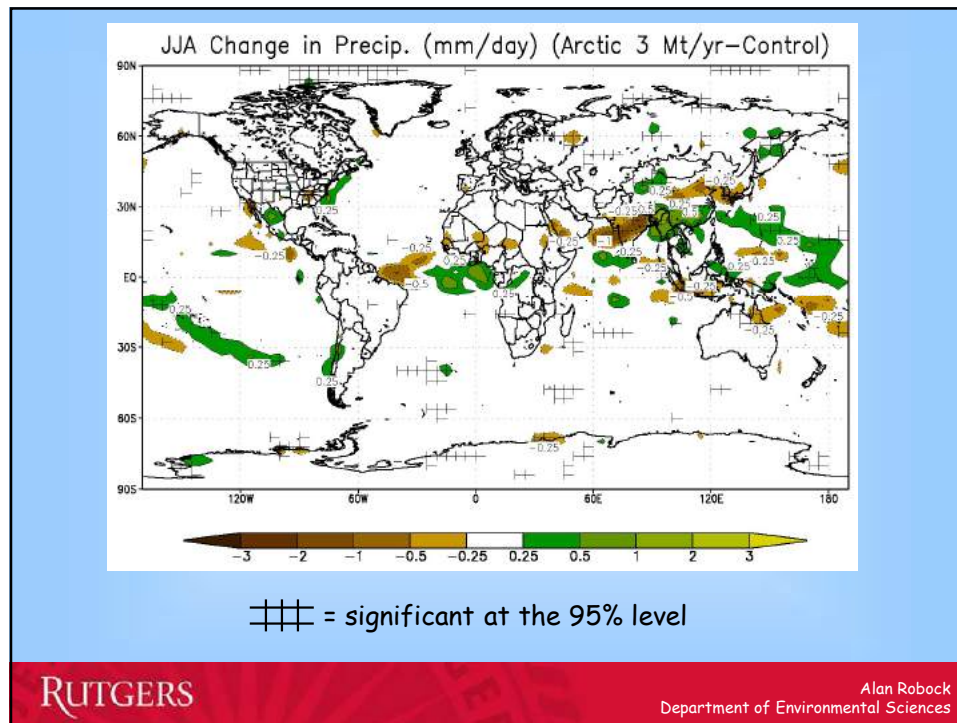 JJA Change in Precip. (mm/day) (Arctic 3 Mt/yr-Control)
90N
60N
30N
EQ
30S
60S
90S
120W 60W 0 60E 120E 180
-3 -2 -1 -0.5 -0.25 0.25 0.5 1 2 3
= significant at the 95% level
RUTGERS
Alan Robock
Department of Environmental Sciences